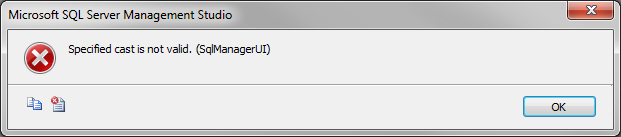 Microsoft SQL Server Management Studio
Specified cast is not valid. (SqlManagerUI)
OK